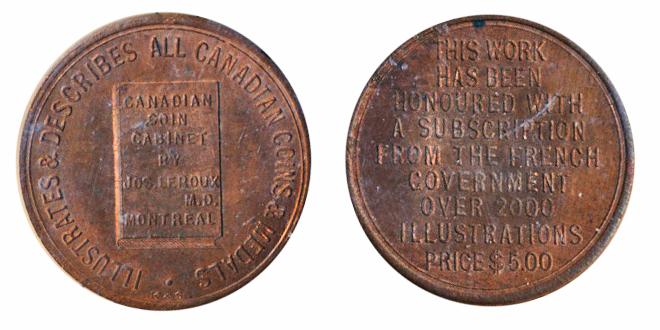 ILLUSTRATES & DESCRIBES ALL CANADIAN COINS & MEDALS
CANADIAN
COIN
CABINET
BY
JOS. LEROUX
M.D.
MONTREAL
THIS WORK
HAS BEEN
HONOURED WITH
A SUBSCRIPTION
FROM THE FRENCH
GOVERNMENT
OVER 2000
ILLUSTRATIONS
PRICE $5.00